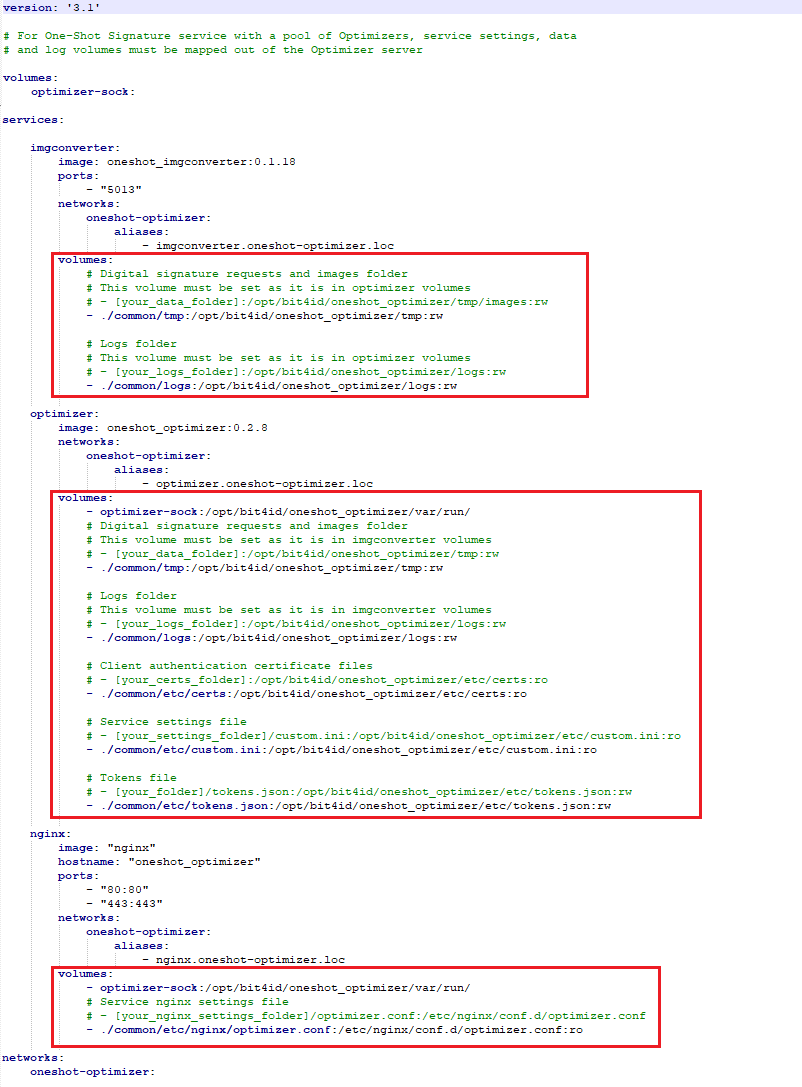 version: '3.1'
# For One-Shot Signature service with a pool of Optimizers, service settings, data
# and log volumes must be mapped out of the Optimizer server
volumes:
    optimizer-sock:
services:
    imgconverter:
        image: oneshot_imgconverter:0.1.18
        ports:
            - "5013"
        networks:
            oneshot-optimizer:
                aliases:
                    - imgconverter.oneshot-optimizer.loc
        volumes:
            # Digital signature requests and images folder
            # This volume must be set as it is in optimizer volumes
            # - [your_data_folder]:/opt/bit4id/oneshot_optimizer/tmp/images:rw
            - ./common/tmp:/opt/bit4id/oneshot_optimizer/tmp:rw
            # Logs folder
            # This volume must be set as it is in optimizer volumes
            # - [your_logs_folder]:/opt/bit4id/oneshot_optimizer/logs:rw
            - ./common/logs:/opt/bit4id/oneshot_optimizer/logs:rw
    optimizer:
        image: oneshot_optimizer:0.2.8
        networks:
            oneshot-optimizer:
                aliases:
                    - optimizer.oneshot-optimizer.loc
        volumes:
            - optimizer-sock:/opt/bit4id/oneshot_optimizer/var/run/
            # Digital signature requests and images folder
            # This volume must be set as it is in imgconverter volumes
            # - [your_data_folder]:/opt/bit4id/oneshot_optimizer/tmp:rw
            - ./common/tmp:/opt/bit4id/oneshot_optimizer/tmp:rw
            # Logs folder
            # This volume must be set as it is in imgconverter volumes
            # - [your_logs_folder]:/opt/bit4id/oneshot_optimizer/logs:rw
            - ./common/logs:/opt/bit4id/oneshot_optimizer/logs:rw
            # Client authentication certificate files
            # - [your_certs_folder]:/opt/bit4id/oneshot_optimizer/etc/certs:ro
            - ./common/etc/certs:/opt/bit4id/oneshot_optimizer/etc/certs:ro
            # Service settings file
            # - [your_settings_folder]/custom.ini:/opt/bit4id/oneshot_optimizer/etc/custom.ini:ro
            - ./common/etc/custom.ini:/opt/bit4id/oneshot_optimizer/etc/custom.ini:ro
            # Tokens file
            # - [your_folder]/tokens.json:/opt/bit4id/oneshot_optimizer/etc/tokens.json:rw
            - ./common/etc/tokens.json:/opt/bit4id/oneshot_optimizer/etc/tokens.json:rw
    nginx:
        image: "nginx"
        hostname: "oneshot_optimizer"
        ports:
            - "80:80"
            - "443:443"
        networks:
            oneshot-optimizer:
                aliases:
                    - nginx.oneshot-optimizer.loc
        volumes:
            - optimizer-sock:/opt/bit4id/oneshot_optimizer/var/run/
            # Service nginx settings file
            # - [your_nginx_settings_folder]/optimizer.conf:/etc/nginx/conf.d/optimizer.conf
            - ./common/etc/nginx/optimizer.conf:/etc/nginx/conf.d/optimizer.conf:ro
networks:
    oneshot-optimizer: